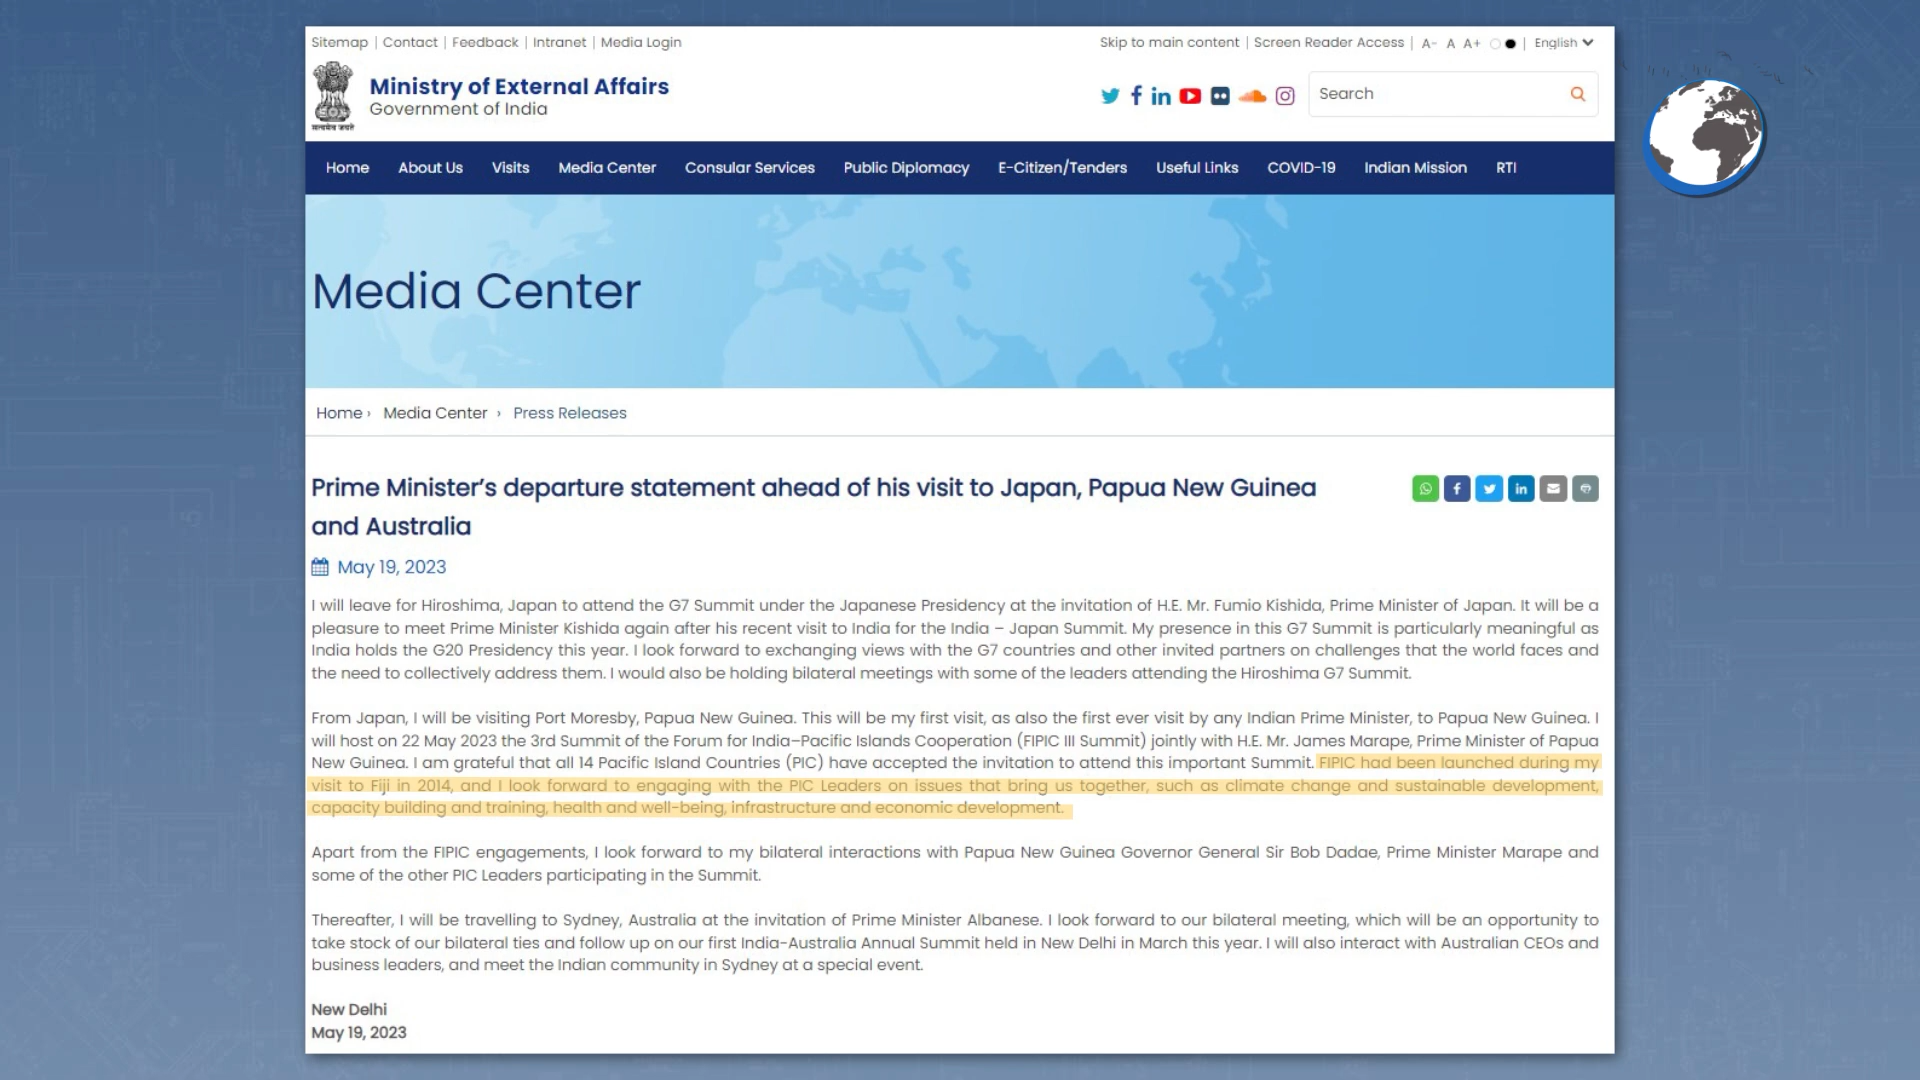 Sitemap | Contact | Feedback | Intranet | Media Login
Skip to main content | Screen Reader Access | A- A A+ | English
Ministry of External Affairs
Government of India
सत्यमेव जयते
Search
Home About Us Visits Media Center Consular Services Public Diplomacy E-Citizen/Tenders Useful Links COVID-19 Indian Mission RTI
Media Center
Home › Media Center › Press Releases
Prime Minister’s departure statement ahead of his visit to Japan, Papua New Guinea
and Australia
May 19, 2023
I will leave for Hiroshima, Japan to attend the G7 Summit under the Japanese Presidency at the invitation of H.E. Mr. Fumio Kishida, Prime Minister of Japan. It will be a
pleasure to meet Prime Minister Kishida again after his recent visit to India for the India – Japan Summit. My presence in this G7 Summit is particularly meaningful as
India holds the G20 Presidency this year. I look forward to exchanging views with the G7 countries and other invited partners on challenges that the world faces and
the need to collectively address them. I would also be holding bilateral meetings with some of the leaders attending the Hiroshima G7 Summit.
From Japan, I will be visiting Port Moresby, Papua New Guinea. This will be my first visit, as also the first ever visit by any Indian Prime Minister, to Papua New Guinea. I
will host on 22 May 2023 the 3rd Summit of the Forum for India–Pacific Islands Cooperation (FIPIC III Summit) jointly with H.E. Mr. James Marape, Prime Minister of Papua
New Guinea. I am grateful that all 14 Pacific Island Countries (PIC) have accepted the invitation to attend this important Summit. FIPIC had been launched during my
visit to Fiji in 2014, and I look forward to engaging with the PIC Leaders on issues that bring us together, such as climate change and sustainable development,
capacity building and training, health and well-being, infrastructure and economic development.
Apart from the FIPIC engagements, I look forward to my bilateral interactions with Papua New Guinea Governor General Sir Bob Dadae, Prime Minister Marape and
some of the other PIC Leaders participating in the Summit.
Thereafter, I will be travelling to Sydney, Australia at the invitation of Prime Minister Albanese. I look forward to our bilateral meeting, which will be an opportunity to
take stock of our bilateral ties and follow up on our first India-Australia Annual Summit held in New Delhi in March this year. I will also interact with Australian CEOs and
business leaders, and meet the Indian community in Sydney at a special event.
New Delhi
May 19, 2023